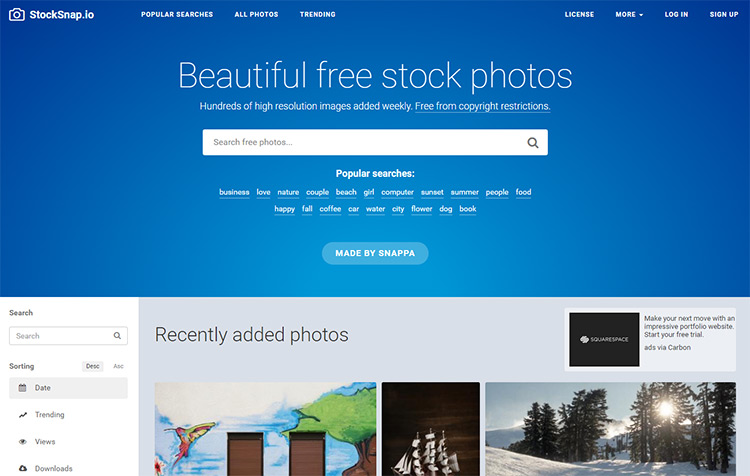 StockSnap.io
POPULAR SEARCHES
ALL PHOTOS
TRENDING
LICENSE
MORE
LOG IN
SIGN UP
Beautiful free stock photos
Hundreds of high resolution images added weekly. Free from copyright restrictions.
Search free photos...
Popular searches:
business love nature couple beach girl computer sunset summer people food
happy fall coffee car water city flower dog book
MADE BY SNAPPA
Search
Search
Sorting
Desc
Asc
Date
Trending
Views
Downloads
Recently added photos
SQUARESPACE
Make your next move with an
impressive portfolio website.
Start your free trial.
ads via Carbon